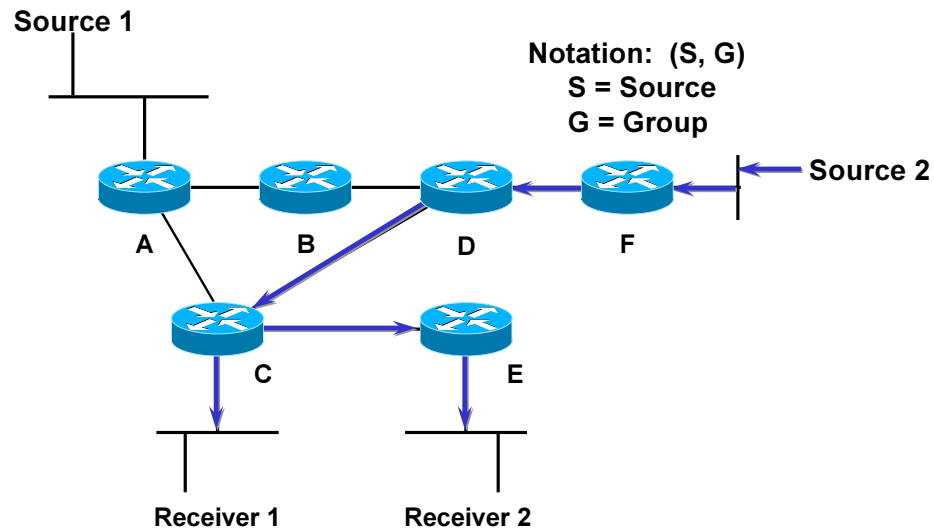 Source 1
Notation: (S, G)
S = Source
G = Group
Source 2
A
B
D
F
C
E
Receiver 1
Receiver 2